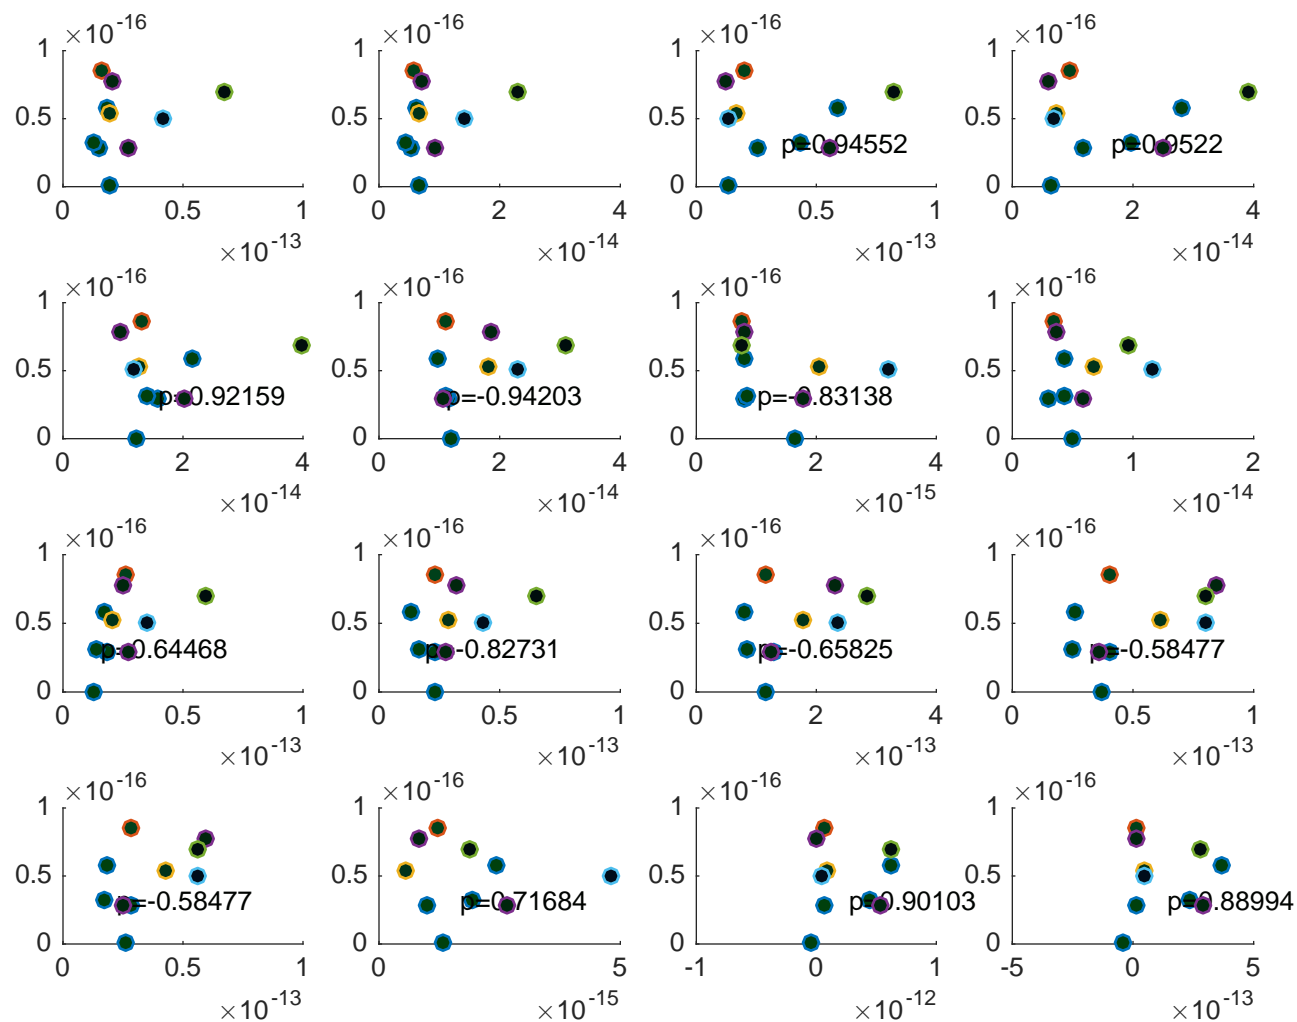 1 ×10-16 1 ×10-16 1 ×10-16 1 ×10-16
0.5 0.5 0.5 0.5
p=0.94552 p=0.9522
0 0 0 0
0 0.5 1 0 2 4 0 0.5 1 0 2 4
×10-13 ×10-14 ×10-13 ×10-14
1 ×10-16 1 ×10-16 1 ×10-16 1 ×10-16
0.5 0.5 0.5 0.5
p=0.92159 p=-0.94203 p=-0.83138
0 0 0 0
0 2 4 0 2 4 0 2 4 0 1 2
×10-14 ×10-14 ×10-15 ×10-14
1 ×10-16 1 ×10-16 1 ×10-16 1 ×10-16
0.5 0.5 0.5 0.5
p=0.64468 p=-0.82731 p=-0.65825 p=-0.58477
0 0 0 0
0 0.5 1 0 0.5 1 0 2 4 0 0.5 1
×10-13 ×10-13 ×10-13 ×10-13
1 ×10-16 1 ×10-16 1 ×10-16 1 ×10-16
0.5 0.5 0.5 0.5
p=-0.58477 p=0.71684 p=0.90103 p=0.88994
0 0 0 0
0 0.5 1 0 5 -1 0 1 -5 0 5
×10-13 ×10-15 ×10-12 ×10-13